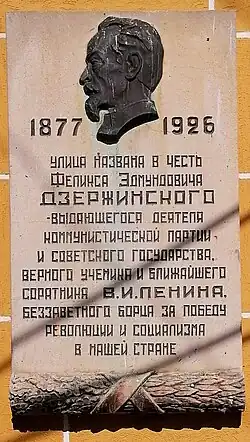 1877 1926
УЛИЦА НАЗВАНА В ЧЕСТЬ
ФЕЛИКСА ЭДМУНДОВИЧА
ДЗЕРЖИНСКОГО
-ВЫДАЮЩЕГОСЯ ДЕЯТЕЛЯ
КОММУНИСТИЧЕСКОЙ ПАРТИИ
И СОВЕТСКОГО ГОСУДАРСТВА,
ВЕРНОГО УЧЕНИКА И БЛИЖАЙШЕГО
СОРАТНИКА В.И.ЛЕНИНА,
БЕЗЗАВЕТНОГО БОРЦА ЗА ПОБЕДУ
РЕВОЛЮЦИИ И СОЦИАЛИЗМА
В НАШЕЙ СТРАНЕ